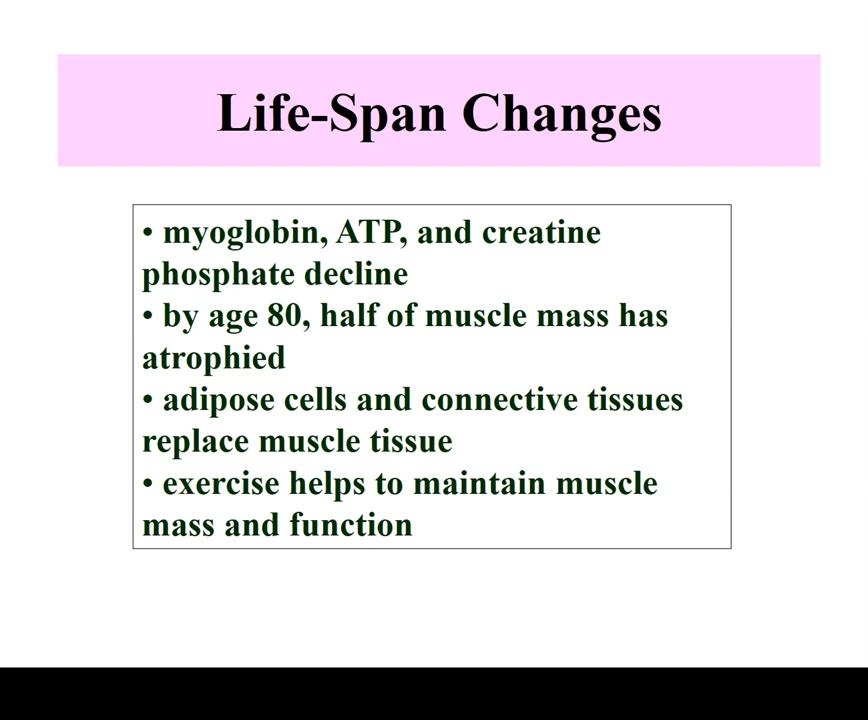 Life-Span Changes
• myoglobin, ATP, and creatine
phosphate decline
• by age 80, half of muscle mass has
atrophied
• adipose cells and connective tissues
replace muscle tissue
• exercise helps to maintain muscle
mass and function